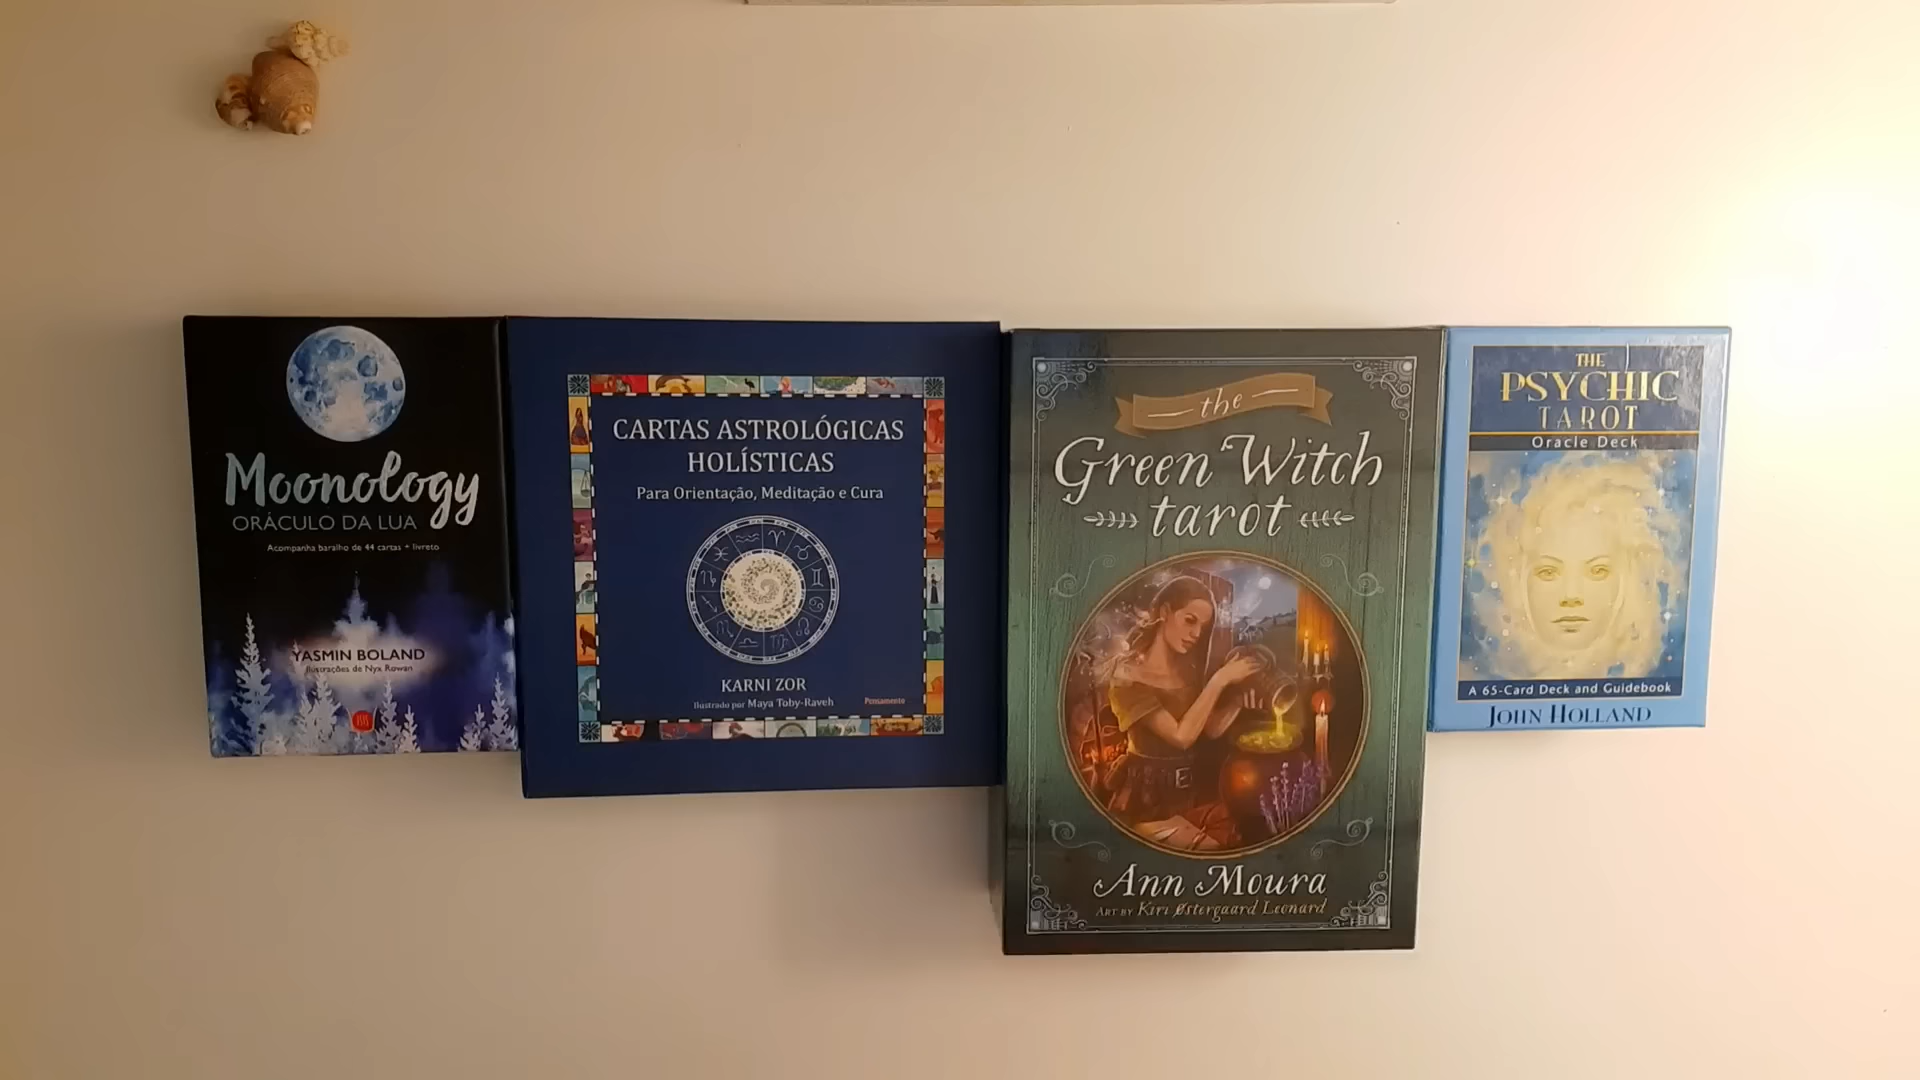 Moonology
ORÁCULO DA LUA
Acompanha baralho de 44 cartas + livreto
YASMIN BOLAND
Ilustrações de Nyx Rowan
CARTAS ASTROLÓGICAS
HOLÍSTICAS
Para Orientação, Meditação e Cura
KARNI ZOR
Ilustrado por Maya Toby-Raveh
Pensamento
the
Green Witch
tarot
Ann Moura
ART BY Kiri Østergaard Leonard
THE
PSYCHIC
TAROT
Oracle Deck
A 65-Card Deck and Guidebook
JOHN HOLLAND